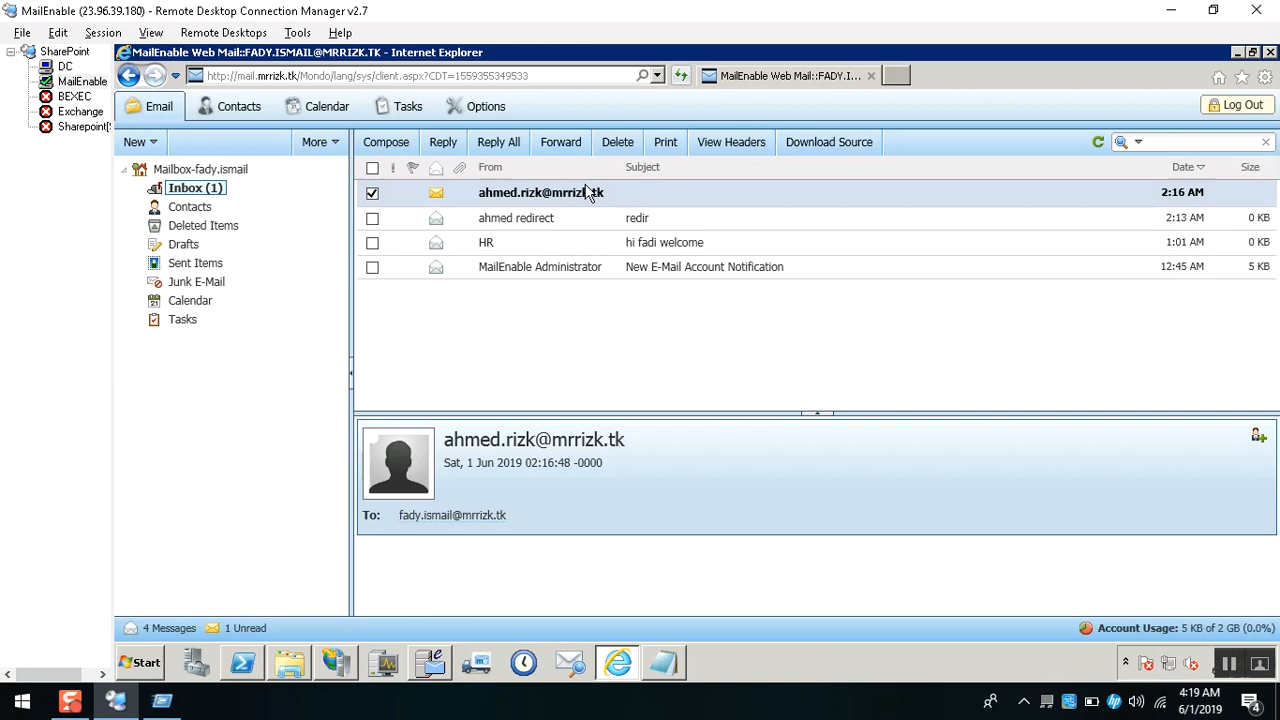 MailEnable (23.96.39.180) - Remote Desktop Connection Manager v2.7
File Edit Session View Remote Desktops Tools Help
SharePoint
DC
MailEnable
BEXEC
Exchange
Sharepoint[S
MailEnable Web Mail::FADY.ISMAIL@MRRIZK.TK - Internet Explorer
http://mail.mrrizk.tk/Mondo/lang/sys/client.aspx?CDT=1559355349533
MailEnable Web Mail::FADY.I...
Email Contacts Calendar Tasks Options Log Out
New More Compose Reply Reply All Forward Delete Print View Headers Download Source
Mailbox-fady.ismail
Inbox (1)
Contacts
Deleted Items
Drafts
Sent Items
Junk E-Mail
Calendar
Tasks
From Subject Date Size
ahmed.rizk@mrrizk.tk 2:16 AM
ahmed redirect redir 2:13 AM 0 KB
HR hi fadi welcome 1:01 AM 0 KB
MailEnable Administrator New E-Mail Account Notification 12:45 AM 5 KB
ahmed.rizk@mrrizk.tk
Sat, 1 Jun 2019 02:16:48 -0000
To: fady.ismail@mrrizk.tk
4 Messages 1 Unread Account Usage: 5 KB of 2 GB (0.0%)
Start
4:19 AM
6/1/2019
4